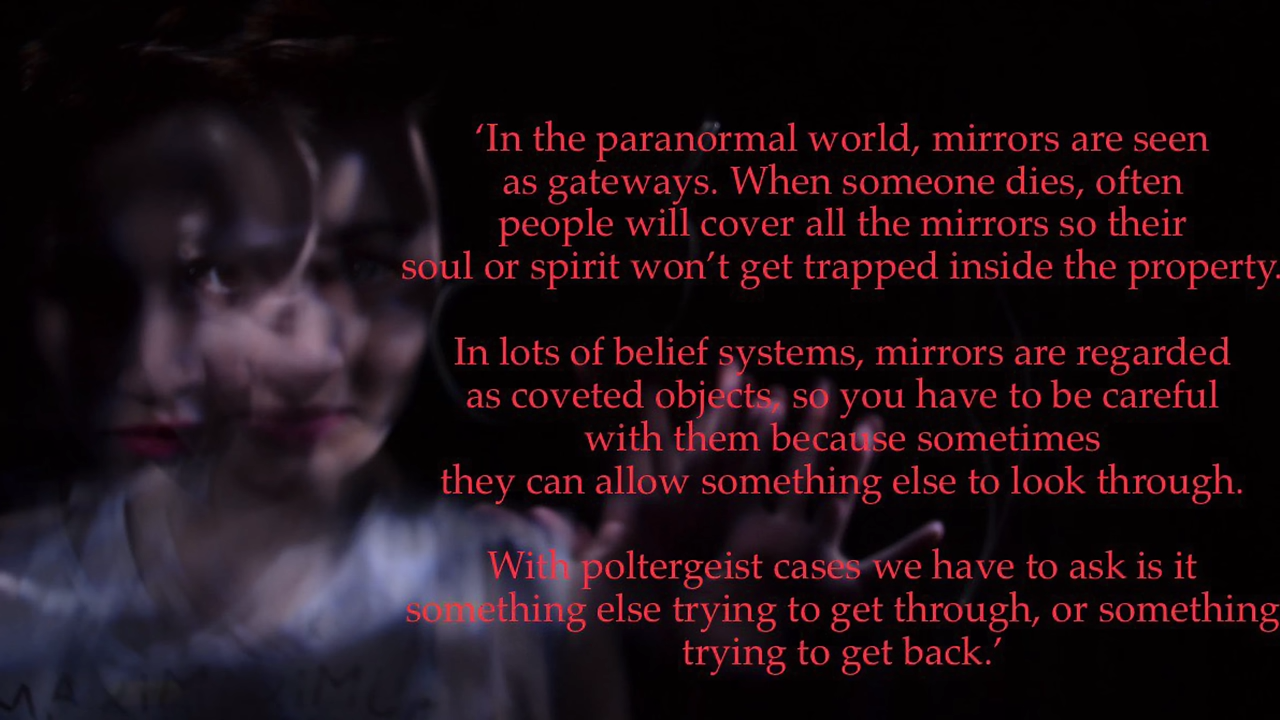 ‘In the paranormal world, mirrors are seen
as gateways. When someone dies, often
people will cover all the mirrors so their
soul or spirit won’t get trapped inside the property.
In lots of belief systems, mirrors are regarded
as coveted objects, so you have to be careful
with them because sometimes
they can allow something else to look through.
With poltergeist cases we have to ask is it
something else trying to get through, or something
trying to get back.’